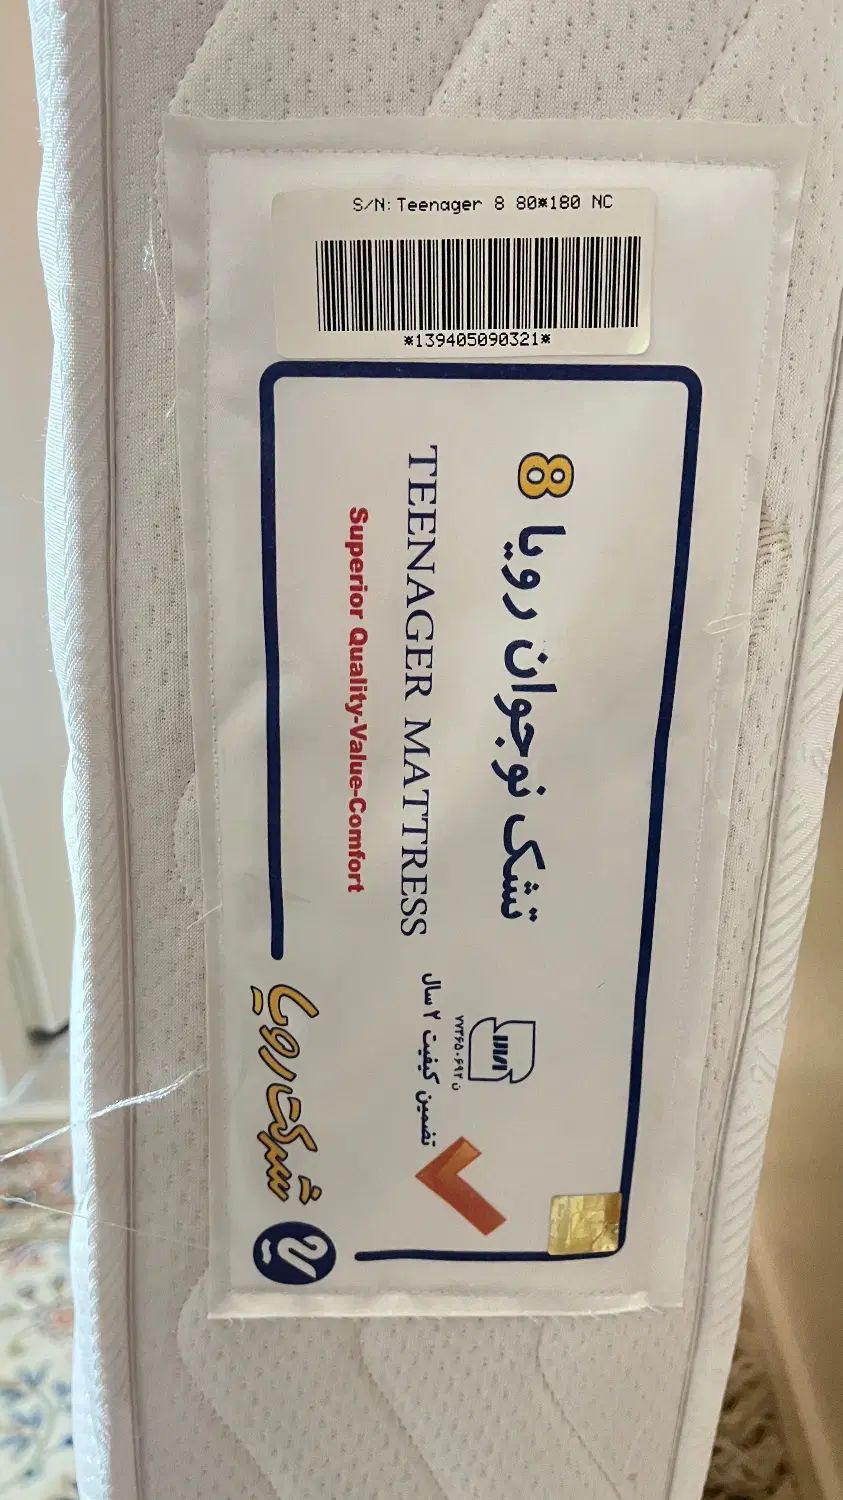 S/N: Teenager 8 80*180 NC
*139405090321*
تشک نوجوان رویا 8
TEENAGER MATTRESS
Superior Quality-Value-Comfort
تضمین کیفیت ۲ سال
شرکت رویا